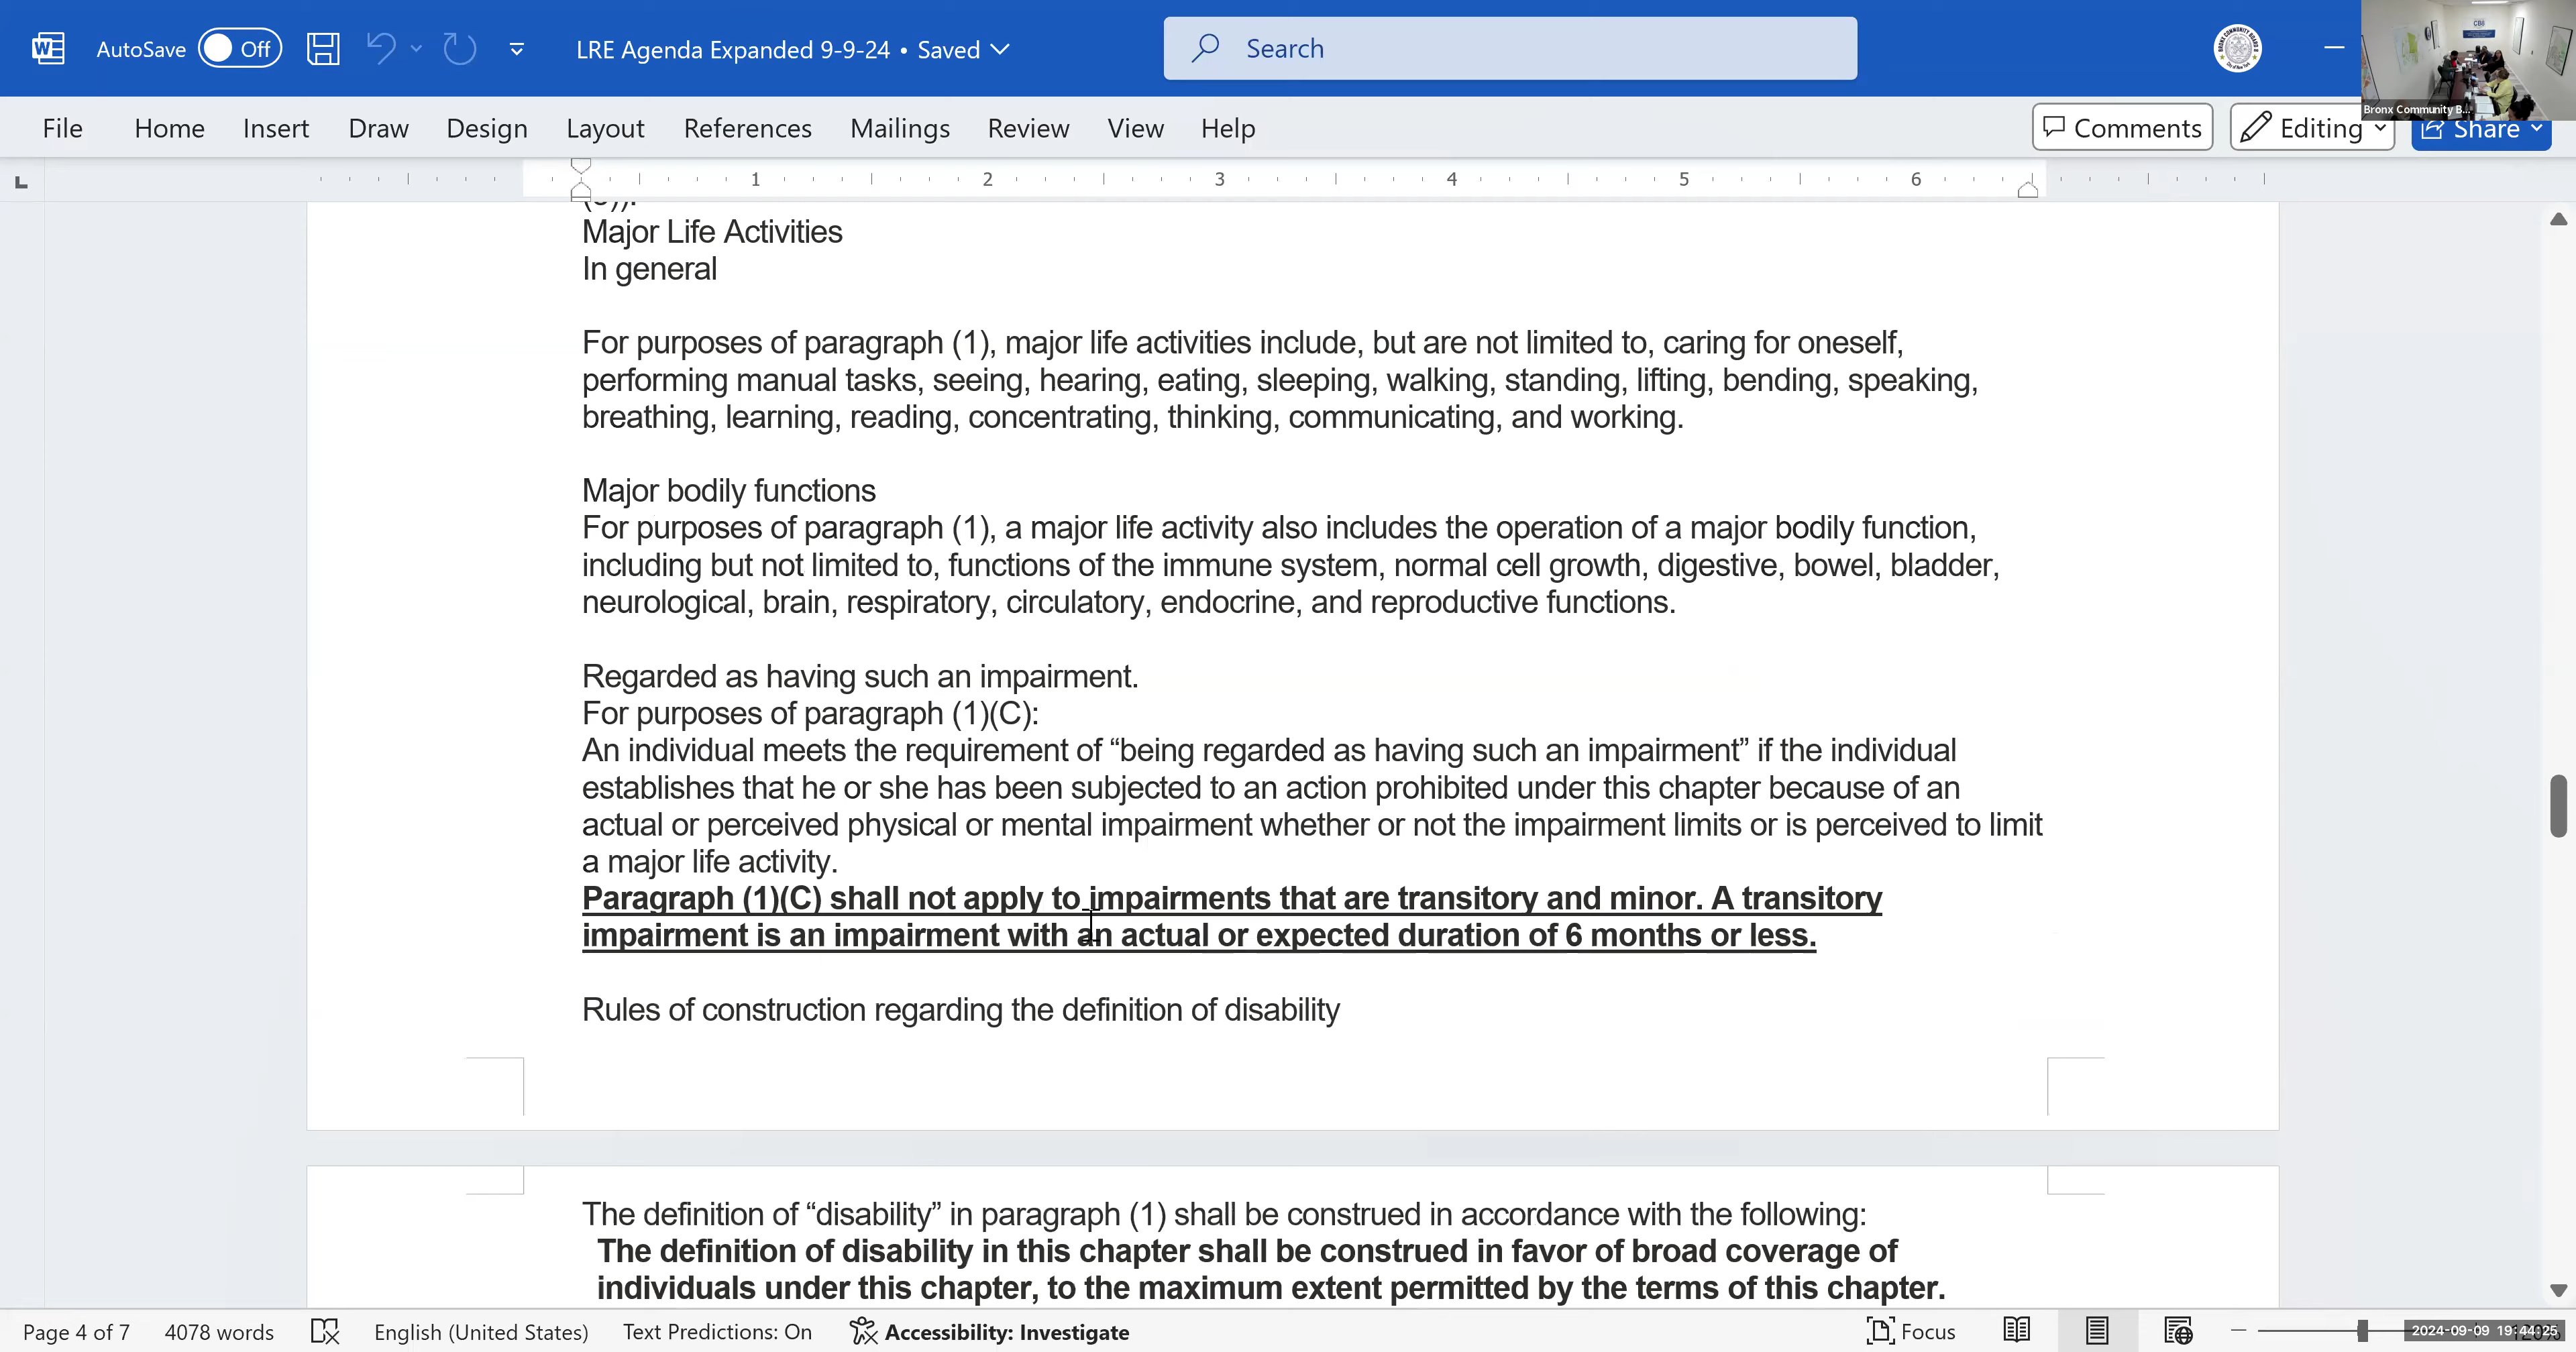 AutoSave Off LRE Agenda Expanded 9-9-24 • Saved Search
File Home Insert Draw Design Layout References Mailings Review View Help Comments Editing Share
Bronx Community B...
1 2 3 4 5 6
Major Life Activities
In general
For purposes of paragraph (1), major life activities include, but are not limited to, caring for oneself,
performing manual tasks, seeing, hearing, eating, sleeping, walking, standing, lifting, bending, speaking,
breathing, learning, reading, concentrating, thinking, communicating, and working.
Major bodily functions
For purposes of paragraph (1), a major life activity also includes the operation of a major bodily function,
including but not limited to, functions of the immune system, normal cell growth, digestive, bowel, bladder,
neurological, brain, respiratory, circulatory, endocrine, and reproductive functions.
Regarded as having such an impairment.
For purposes of paragraph (1)(C):
An individual meets the requirement of “being regarded as having such an impairment” if the individual
establishes that he or she has been subjected to an action prohibited under this chapter because of an
actual or perceived physical or mental impairment whether or not the impairment limits or is perceived to limit
a major life activity.
Paragraph (1)(C) shall not apply to impairments that are transitory and minor. A transitory
impairment is an impairment with an actual or expected duration of 6 months or less.
Rules of construction regarding the definition of disability
The definition of “disability” in paragraph (1) shall be construed in accordance with the following:
The definition of disability in this chapter shall be construed in favor of broad coverage of
individuals under this chapter, to the maximum extent permitted by the terms of this chapter.
Page 4 of 7 4078 words English (United States) Text Predictions: On Accessibility: Investigate Focus 2024-09-09 19:44:25